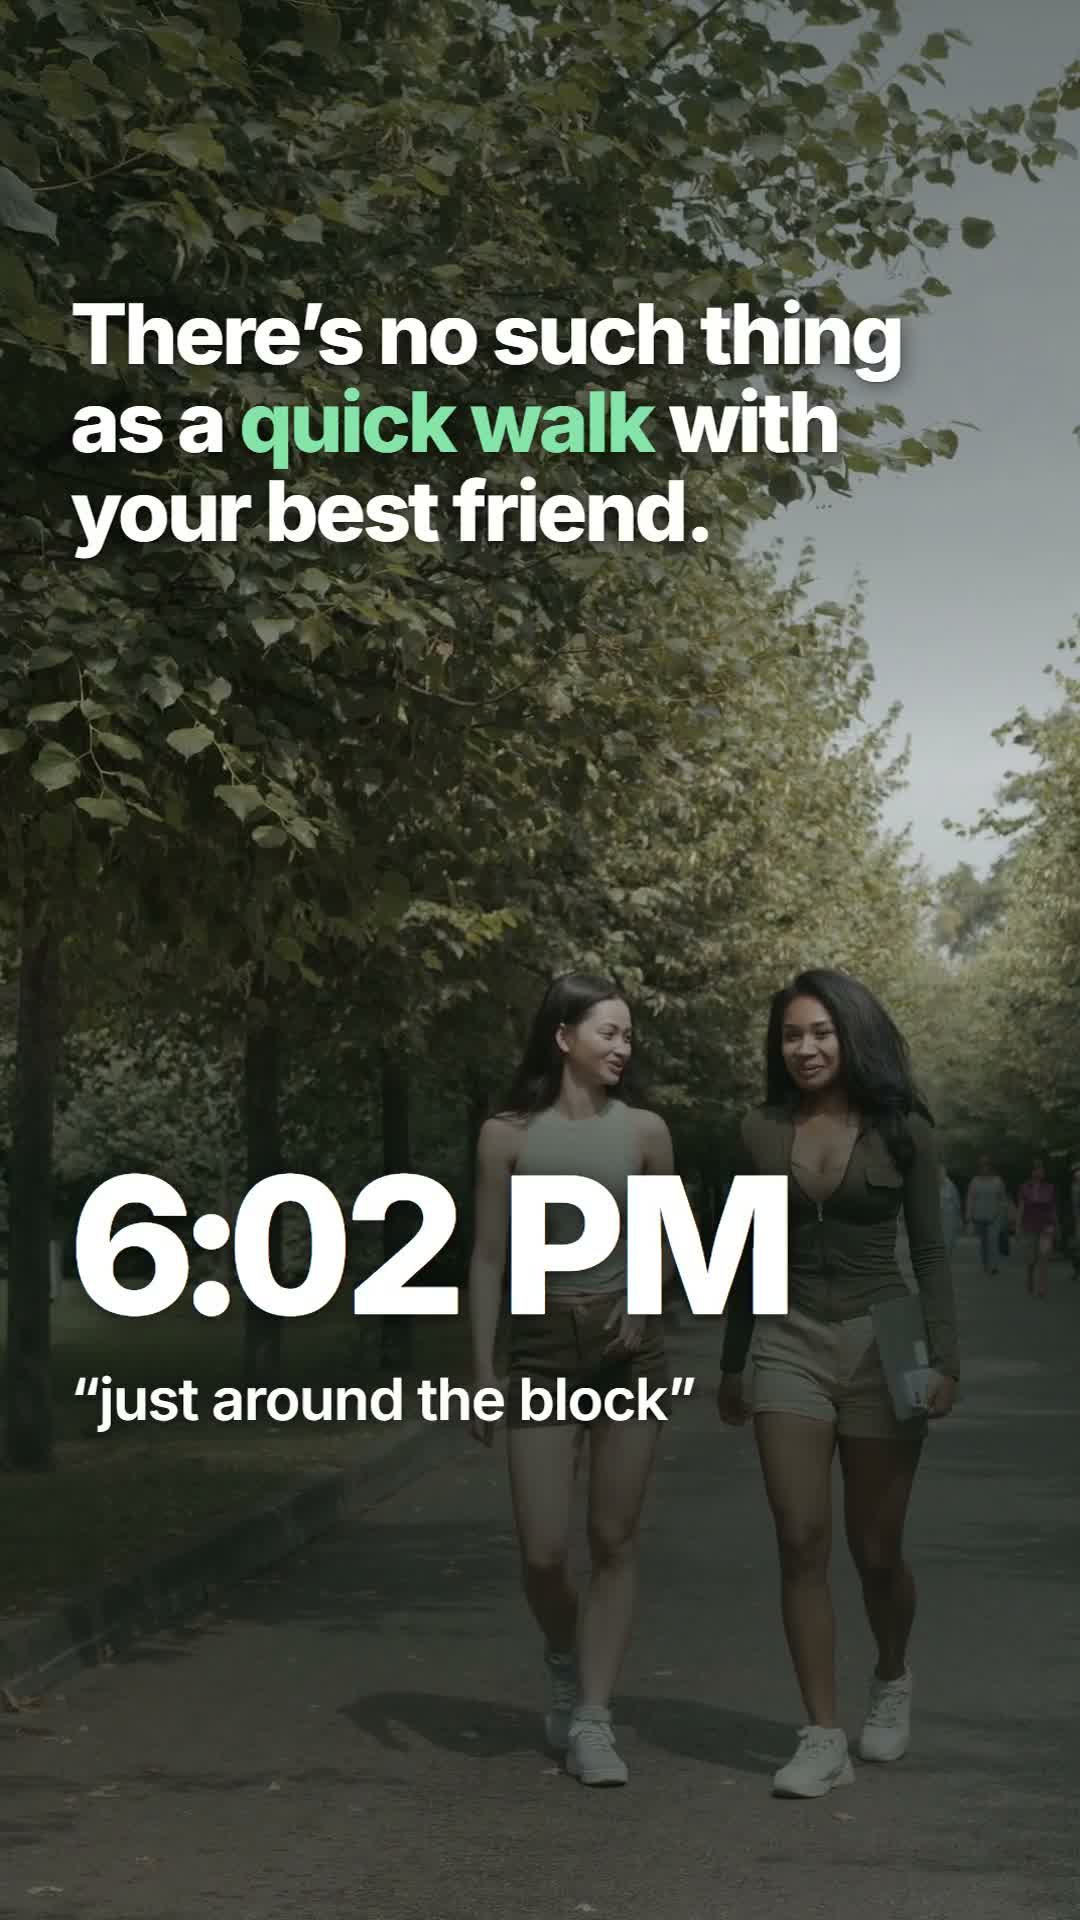 There’s no such thing
as a quick walk with
your best friend.
6:02 PM
“just around the block”